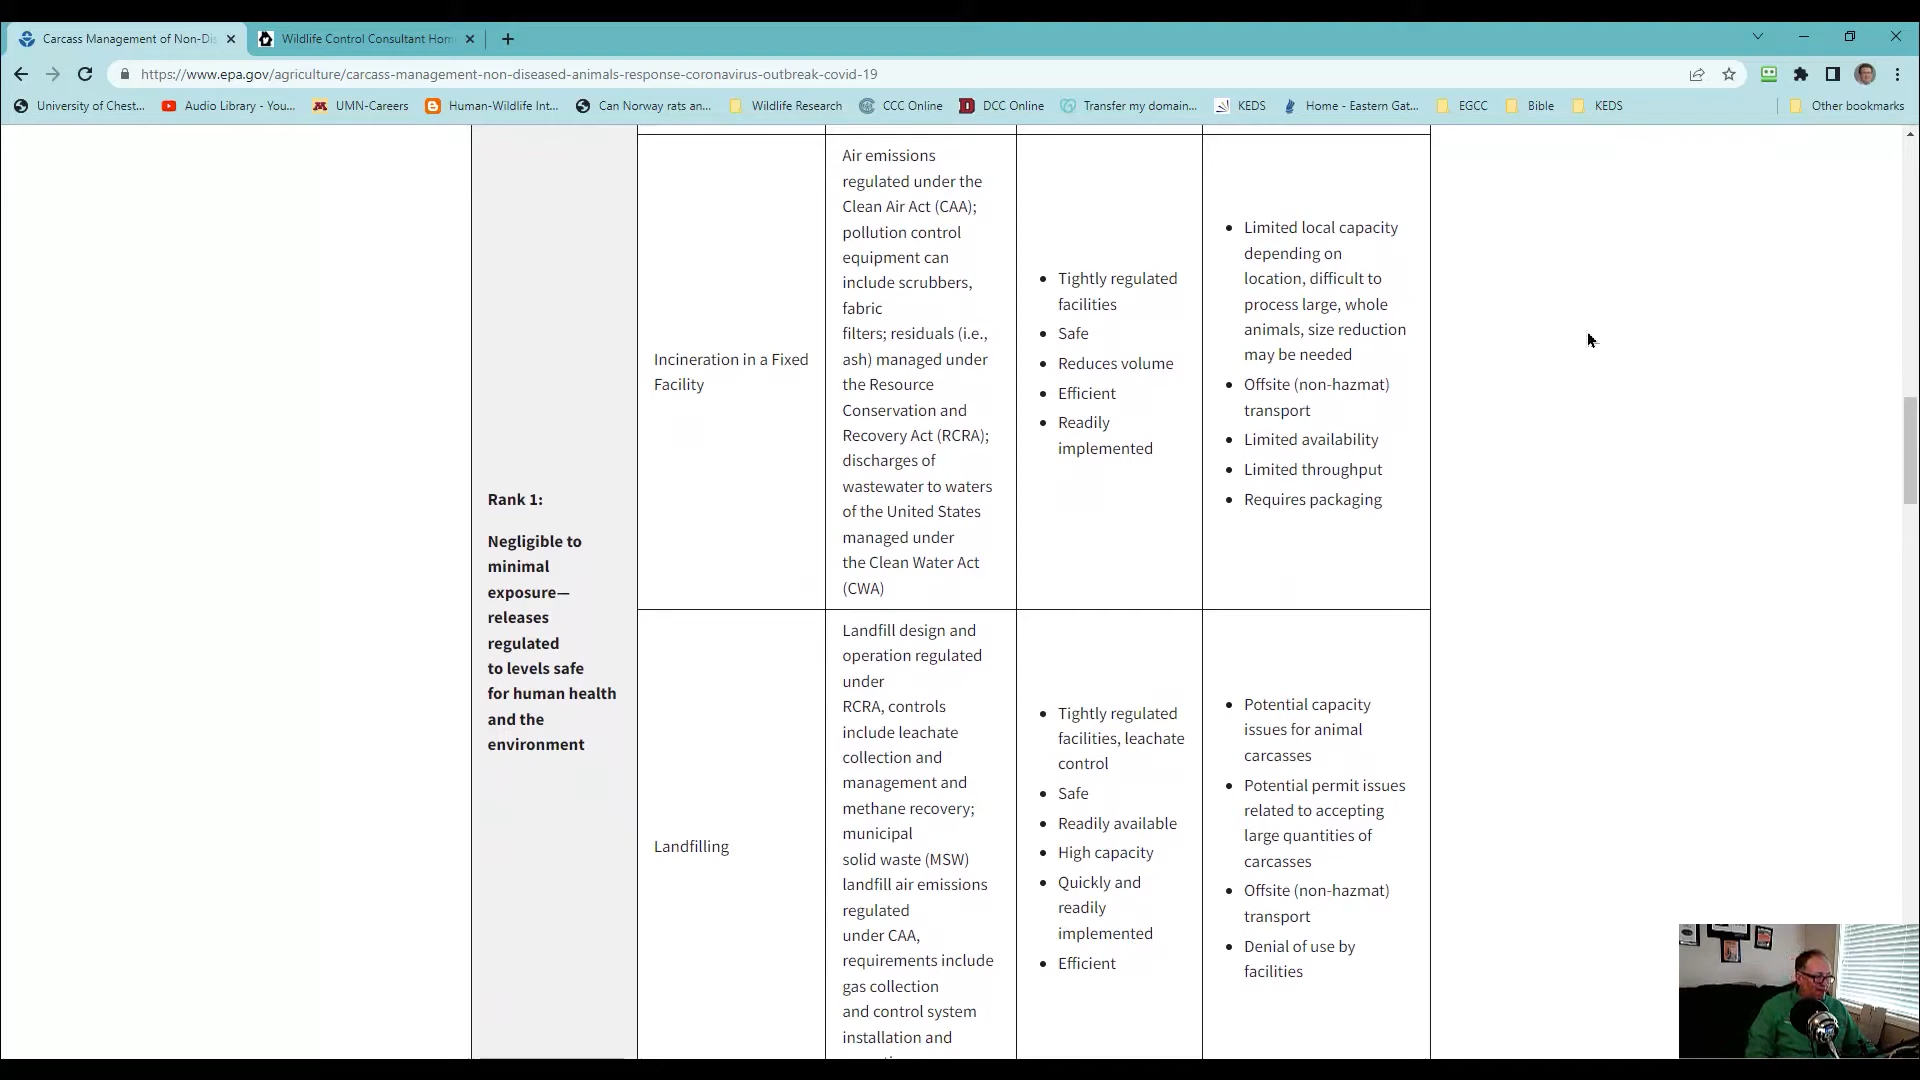 Carcass Management of Non-Dis
Wildlife Control Consultant Hom
https://www.epa.gov/agriculture/carcass-management-non-diseased-animals-response-coronavirus-outbreak-covid-19
University of Chest...
Audio Library - You...
UMN-Careers
Human-Wildlife Int...
Can Norway rats an...
Wildlife Research
CCC Online
DCC Online
Transfer my domain...
KEDS
Home - Eastern Gat...
EGCC
Bible
KEDS
Other bookmarks
Rank 1:
Negligible to
minimal
exposure—
releases
regulated
to levels safe
for human health
and the
environment
Incineration in a Fixed
Facility
Air emissions
regulated under the
Clean Air Act (CAA);
pollution control
equipment can
include scrubbers,
fabric
filters; residuals (i.e.,
ash) managed under
the Resource
Conservation and
Recovery Act (RCRA);
discharges of
wastewater to waters
of the United States
managed under
the Clean Water Act
(CWA)
• Tightly regulated
facilities
• Safe
• Reduces volume
• Efficient
• Readily
implemented
• Limited local capacity
depending on
location, difficult to
process large, whole
animals, size reduction
may be needed
• Offsite (non-hazmat)
transport
• Limited availability
• Limited throughput
• Requires packaging
Landfilling
Landfill design and
operation regulated
under
RCRA, controls
include leachate
collection and
management and
methane recovery;
municipal
solid waste (MSW)
landfill air emissions
regulated
under CAA,
requirements include
gas collection
and control system
installation and
• Tightly regulated
facilities, leachate
control
• Safe
• Readily available
• High capacity
• Quickly and
readily
implemented
• Efficient
• Potential capacity
issues for animal
carcasses
• Potential permit issues
related to accepting
large quantities of
carcasses
• Offsite (non-hazmat)
transport
• Denial of use by
facilities